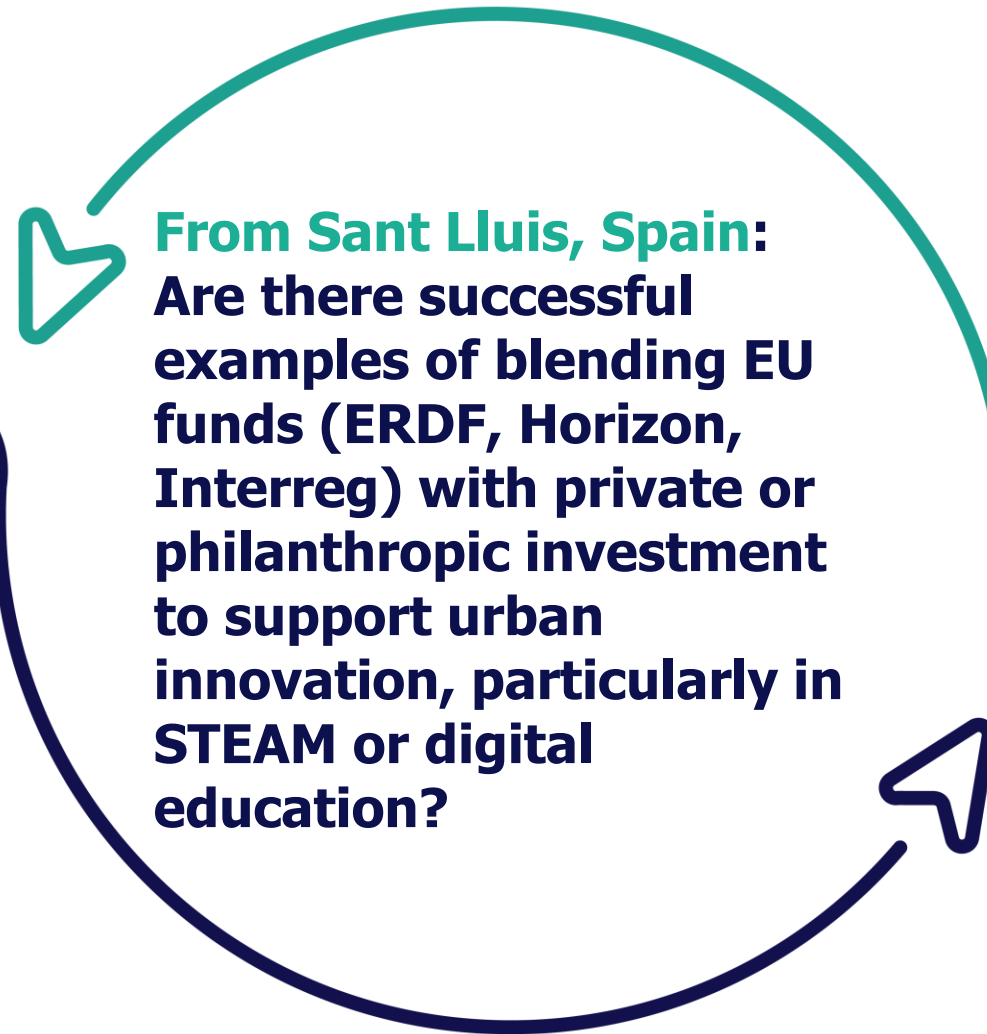 From Sant Lluis, Spain:
Are there successful
examples of blending EU
funds (ERDF, Horizon,
Interreg) with private or
philanthropic investment
to support urban
innovation, particularly in
STEAM or digital
education?